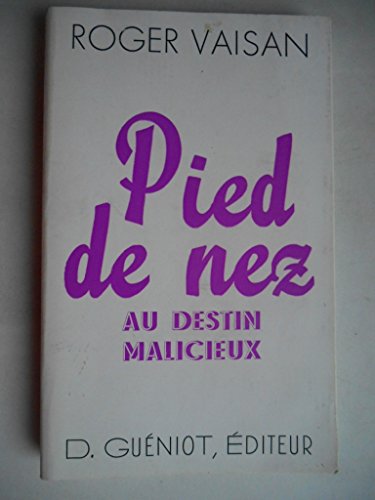 ROGER VAISAN
Pied
de nez
AU DESTIN
MALICIEUX
D. GUÉNIOT, ÉDITEUR